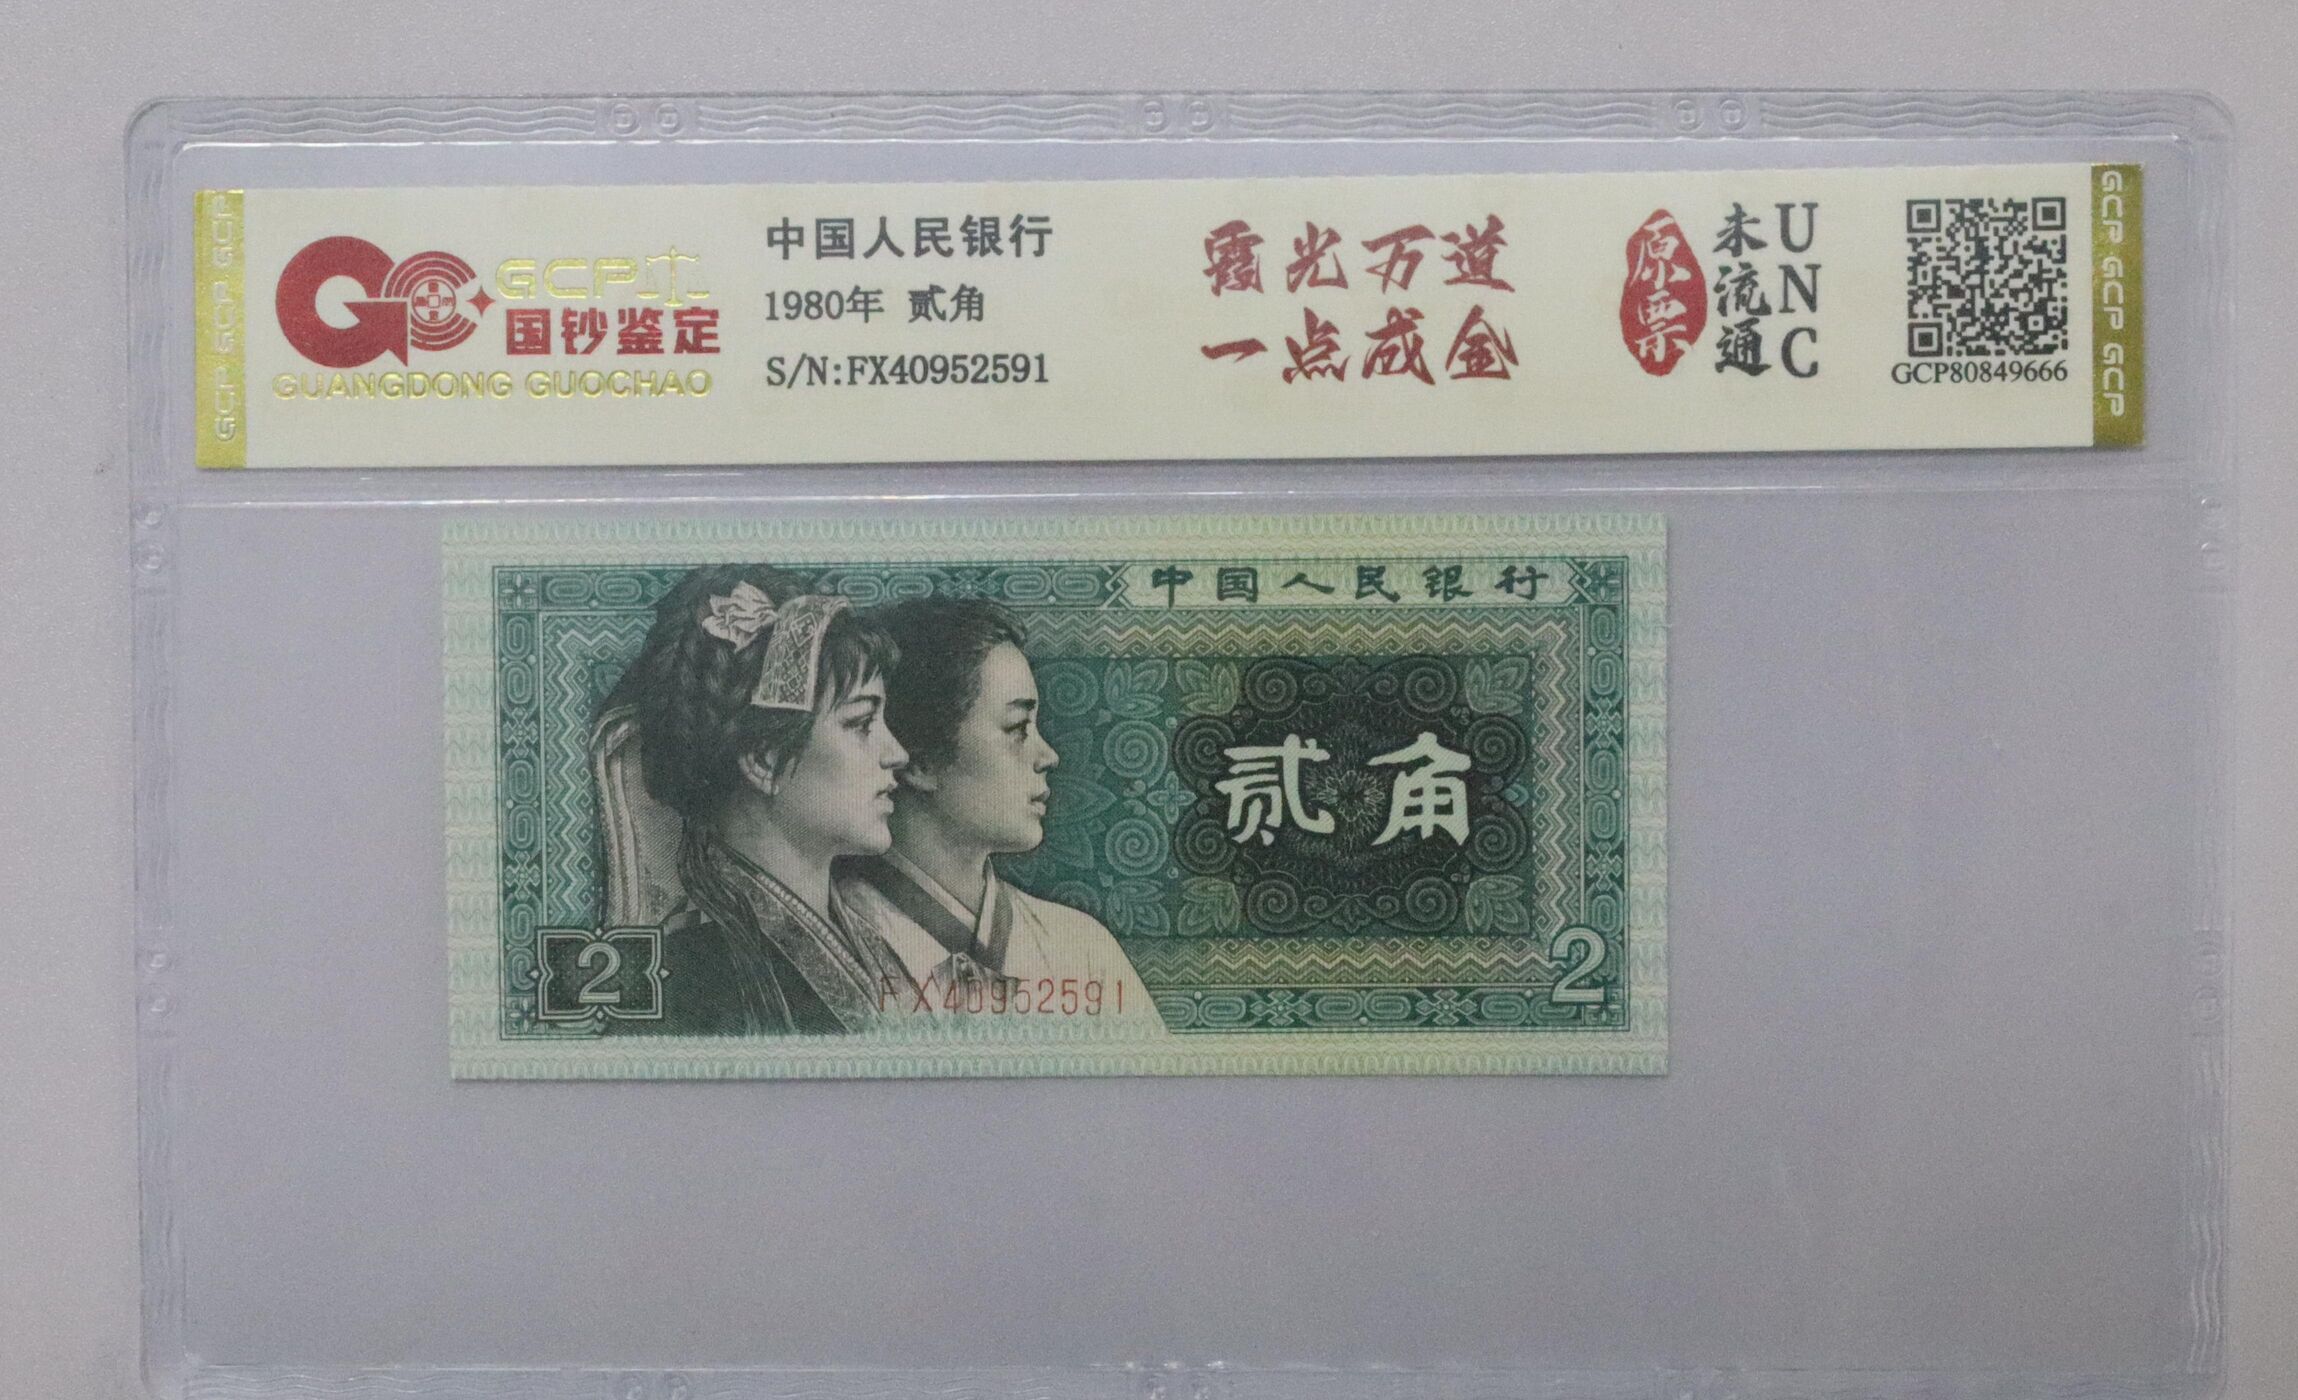 GCP
国钞鉴定
GUANGDONG GUOCHAO
中国人民银行
1980年 贰角
S/N:FX40952591
霞光万道
一点成金
原票
未流通
UNC
GCP80849666
GCP GCP GCP
GCP GCP GCP
中国人民银行
贰角
2
FX40952591
2